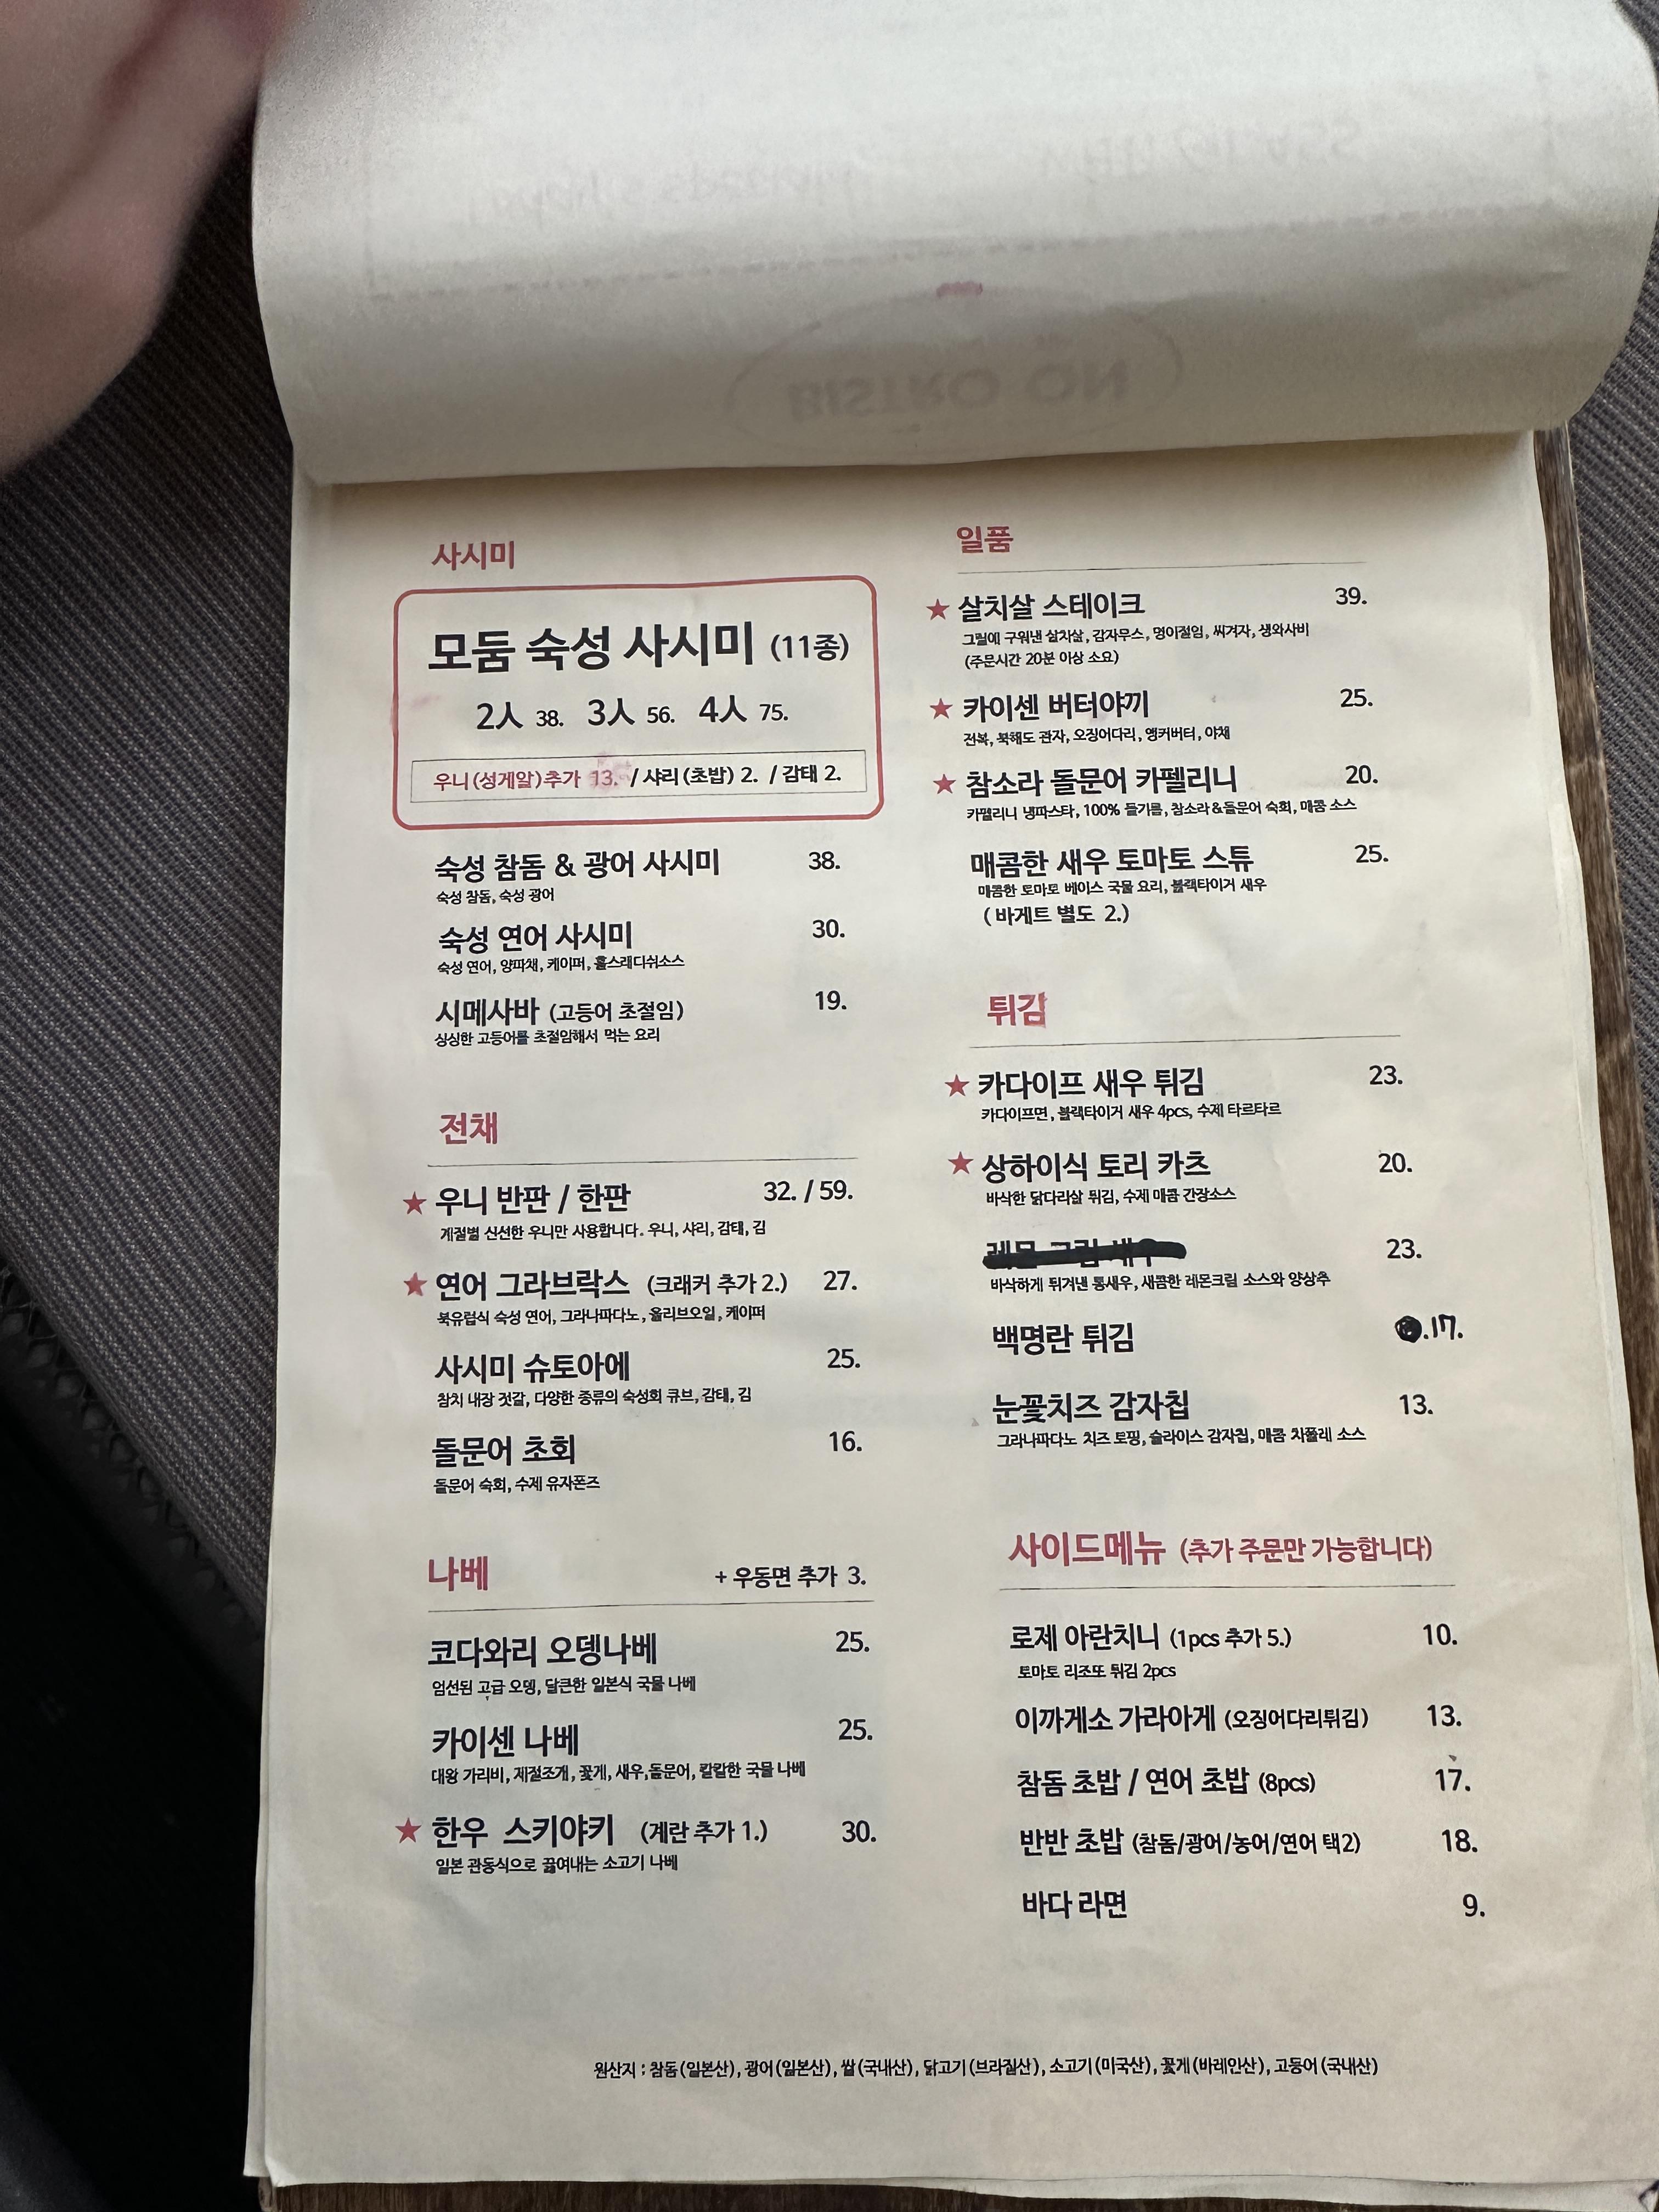 사시미
모둠 숙성 사시미 (11종)
2人 38. 3人 56. 4人 75.
우니(성게알)추가 13. / 샤리(초밥) 2. / 감태 2.
숙성 참돔 & 광어 사시미 38.
숙성 참돔, 숙성 광어
숙성 연어 사시미 30.
숙성 연어, 양파채, 케이퍼, 홀스래디쉬소스
시메사바 (고등어 초절임) 19.
싱싱한 고등어를 초절임해서 먹는 요리
전채
★ 우니 반판 / 한판 32. / 59.
계절별 신선한 우니만 사용합니다. 우니, 샤리, 감태, 김
★ 연어 그라브락스 (크래커 추가 2.) 27.
북유럽식 숙성 연어, 그라나파다노, 올리브오일, 케이퍼
사시미 슈토아에 25.
참치 내장 젓갈, 다양한 종류의 숙성회 큐브, 감태, 김
돌문어 초회 16.
돌문어 숙회, 수제 유자폰즈
나베 + 우동면 추가 3.
코다와리 오뎅나베 25.
엄선된 고급 오뎅, 달큰한 일본식 국물 나베
카이센 나베 25.
대왕 가리비, 제철조개, 꽃게, 새우,돌문어, 칼칼한 국물 나베
★ 한우 스키야키 (계란 추가 1.) 30.
일본 관동식으로 끓여내는 소고기 나베
일품
★ 살치살 스테이크 39.
그릴에 구워낸 살치살, 감자무스, 명이절임, 씨겨자, 생와사비
(주문시간 20분 이상 소요)
★ 카이센 버터야끼 25.
전복, 북해도 관자, 오징어다리, 앵커버터, 야채
★ 참소라 돌문어 카펠리니 20.
카펠리니 냉파스타, 100% 들기름, 참소라&돌문어 숙회, 매콤 소스
매콤한 새우 토마토 스튜 25.
매콤한 토마토 베이스 국물 요리, 블랙타이거 새우
( 바게트 별도 2.)
튀김
★ 카다이프 새우 튀김 23.
카다이프면, 블랙타이거 새우 4pcs, 수제 타르타르
★ 상하이식 토리 카츠 20.
바삭한 닭다리살 튀김, 수제 매콤 간장소스
23.
바삭하게 튀겨낸 통새우, 새콤한 레몬크림 소스와 양상추
백명란 튀김 .17.
눈꽃치즈 감자칩 13.
그라나파다노 치즈 토핑, 슬라이스 감자칩, 매콤 치폴레 소스
사이드메뉴 (추가 주문만 가능합니다)
로제 아란치니 (1pcs 추가 5.) 10.
토마토 리조또 튀김 2pcs
이까게소 가라아게 (오징어다리튀김) 13.
참돔 초밥 / 연어 초밥 (8pcs) 17.
반반 초밥 (참돔/광어/농어/연어 택2) 18.
바다 라면 9.
원산지 : 참돔(일본산), 광어(일본산), 쌀(국내산), 닭고기(브라질산), 소고기(미국산), 꽃게(바레인산), 고등어(국내산)